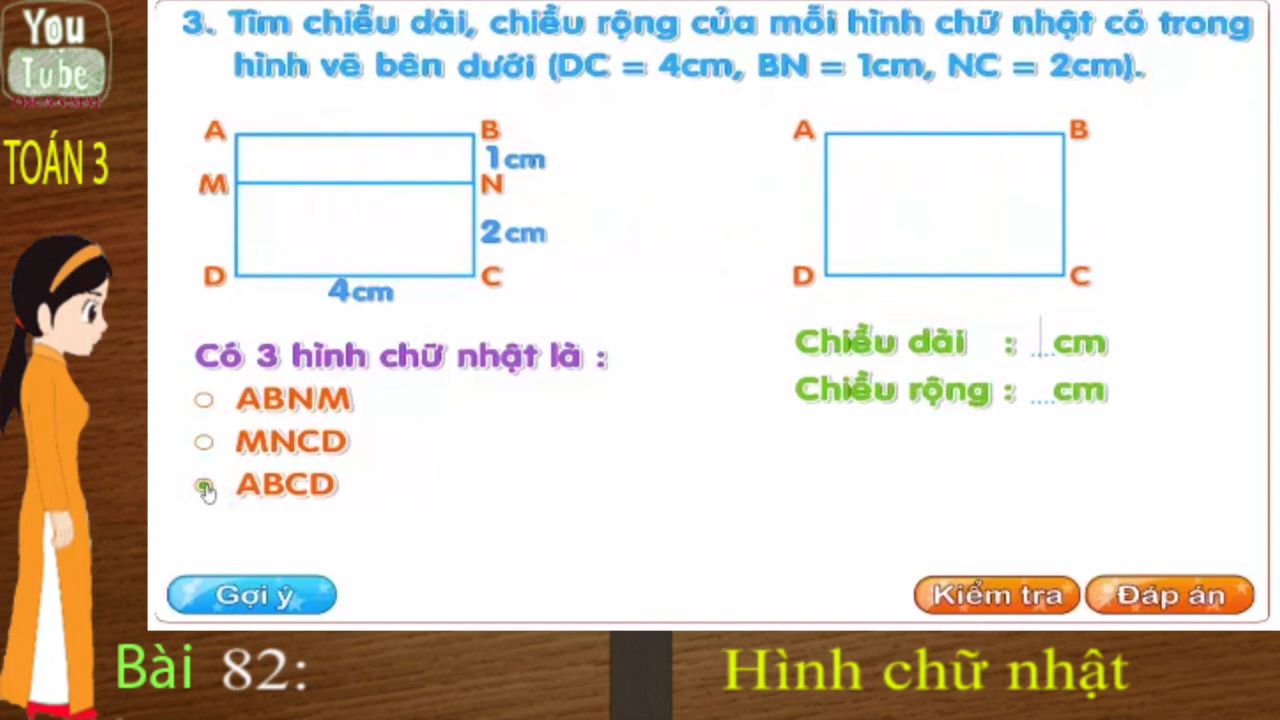 You
Tube
TOÁN 3
3. Tìm chiều dài, chiều rộng của mỗi hình chữ nhật có trong
hình vẽ bên dưới (DC = 4cm, BN = 1cm, NC = 2cm).
A B
1cm
M N
2cm
D C
4cm
A B
D C
Có 3 hình chữ nhật là :
ABNM
MNCD
ABCD
Chiều dài : ....cm
Chiều rộng : ....cm
Gợi ý
Kiểm tra
Đáp án
Bài 82:
Hình chữ nhật